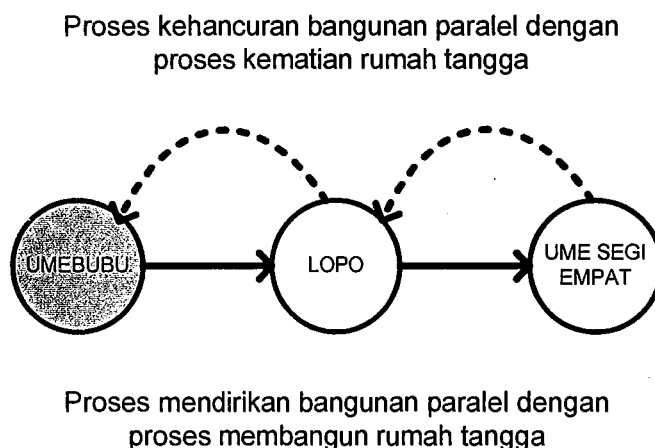 Proses kehancuran bangunan paralel dengan
proses kematian rumah tangga
UMEBUBU
LOPO
UME SEGI
EMPAT
Proses mendirikan bangunan paralel dengan
proses membangun rumah tangga